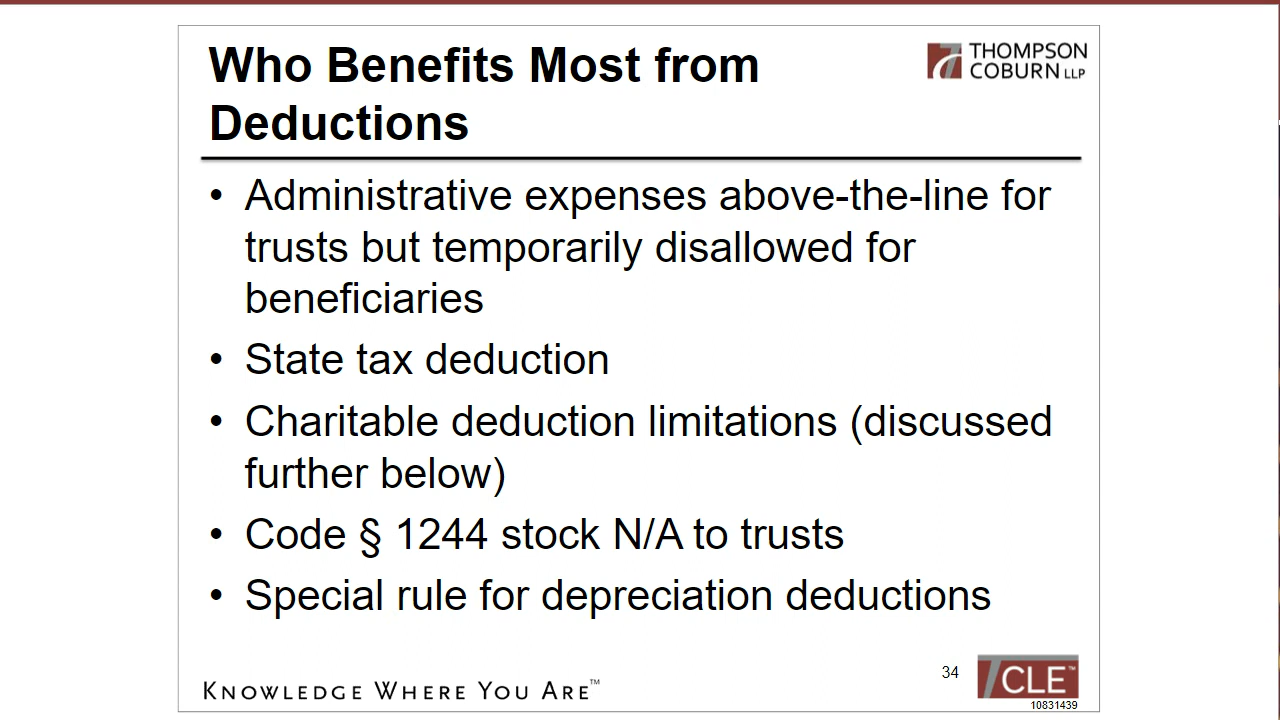 Who Benefits Most from
Deductions
THOMPSON
COBURN LLP
• Administrative expenses above-the-line for
trusts but temporarily disallowed for
beneficiaries
• State tax deduction
• Charitable deduction limitations (discussed
further below)
• Code § 1244 stock N/A to trusts
• Special rule for depreciation deductions
KNOWLEDGE WHERE YOU ARE™
34
TCLE™
10831439